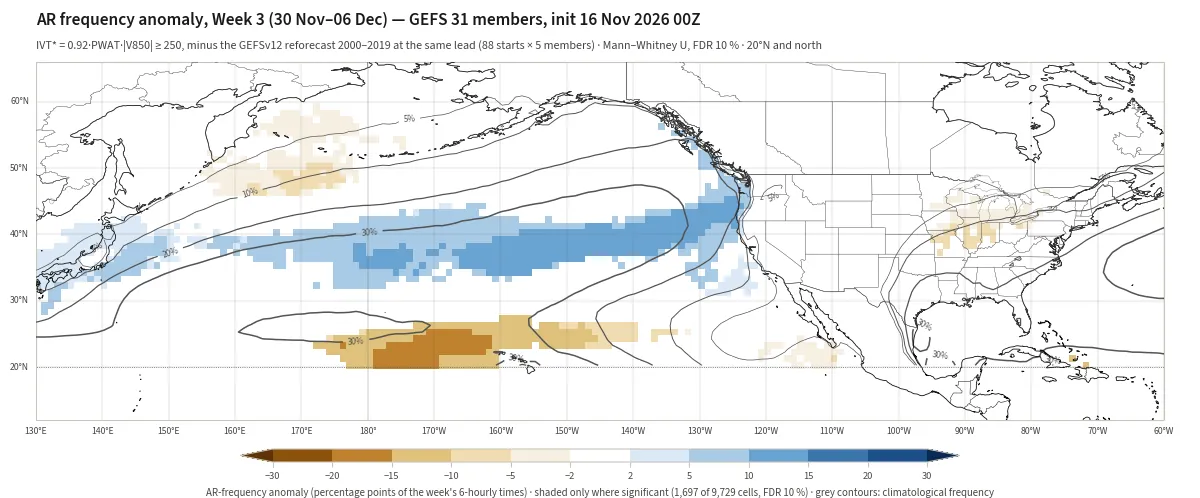 AR frequency anomaly, Week 3 (30 Nov–06 Dec) — GEFS 31 members, init 16 Nov 2026 00Z
IVT* = 0.92·PWAT·|V850| ≥ 250, minus the GEFSv12 reforecast 2000–2019 at the same lead (88 starts × 5 members) · Mann–Whitney U, FDR 10 % · 20°N and north
60°N
5%
50°N
10%
40°N
30%
20%
30°N
30%
30%
30%
30%
20°N
30%
130°E 140°E 150°E 160°E 170°E 180° 170°W 160°W 150°W 140°W 130°W 120°W 110°W 100°W 90°W 80°W 70°W 60°W
−30 −20 −15 −10 −5 −2 2 5 10 15 20 30
AR-frequency anomaly (percentage points of the week's 6-hourly times) · shaded only where significant (1,697 of 9,729 cells, FDR 10 %) · grey contours: climatological frequency